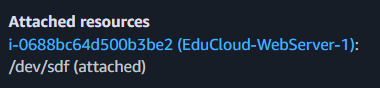 Attached resources
i-0688bc64d500b3be2 (EduCloud-WebServer-1):
/dev/sdf (attached)